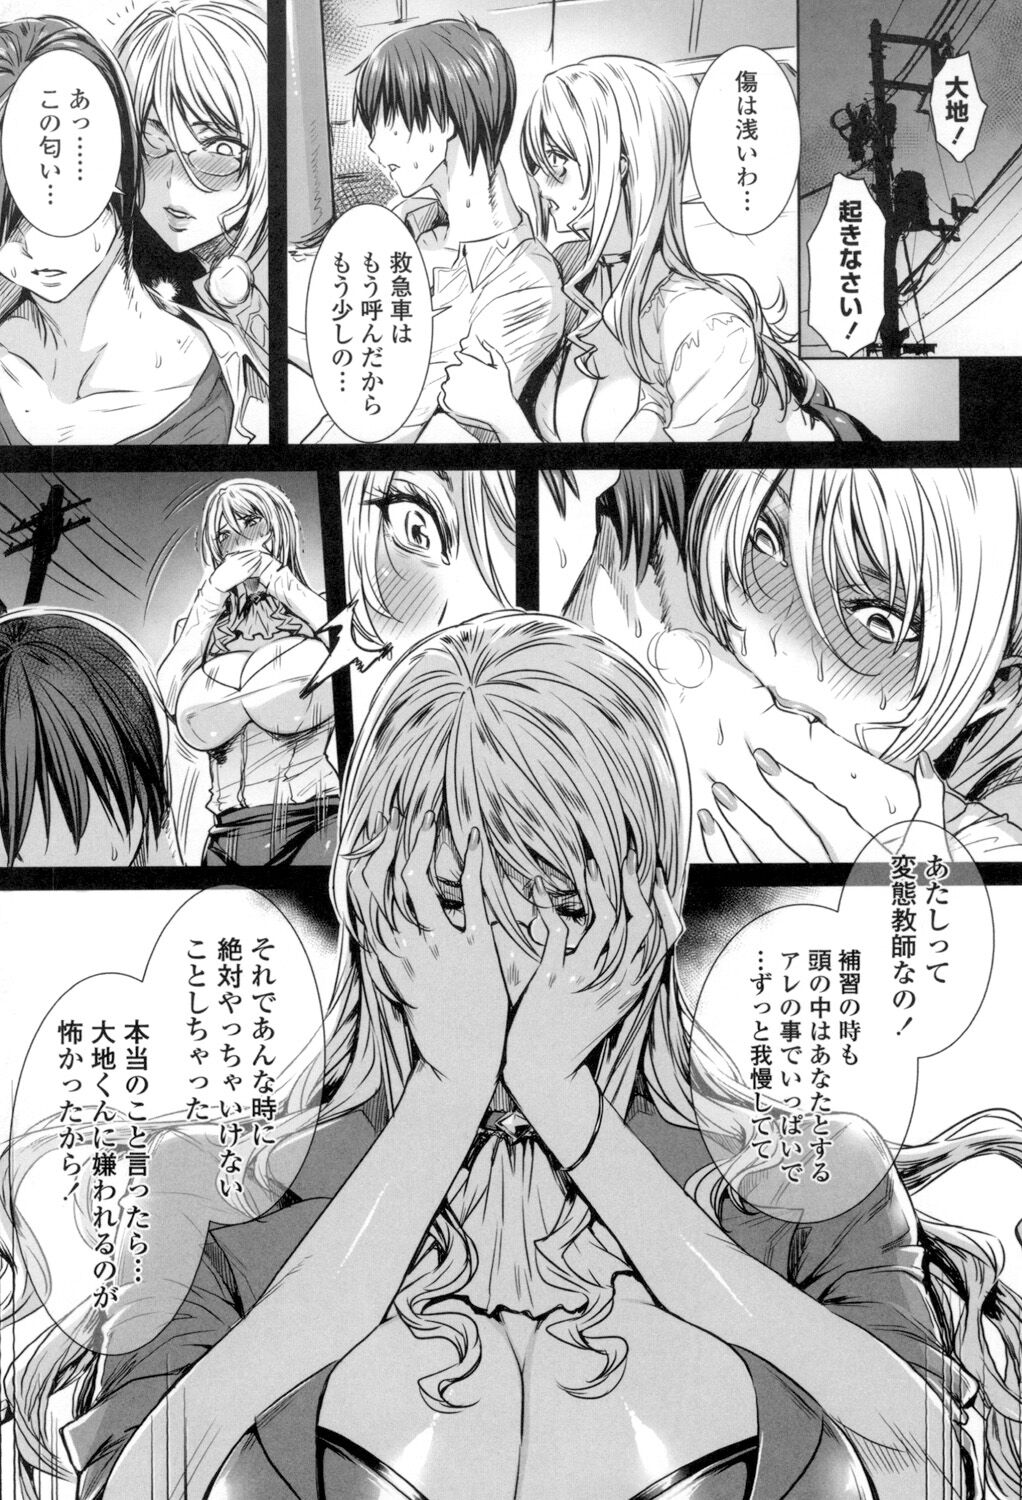 大地！
起きなさい！
傷は浅いわ…
救急車は
もう呼んだから
もう少しの…
あっ……
この匂い…
あたしって
変態教師なの！
補習の時も
頭の中はあなたとする
アレの事でいっぱいで
…ずっと我慢してて
それであんな時に
絶対やっちゃいけない
ことしちゃった
本当のこと言ったら…
大地くんに嫌われるのが
怖かったから！